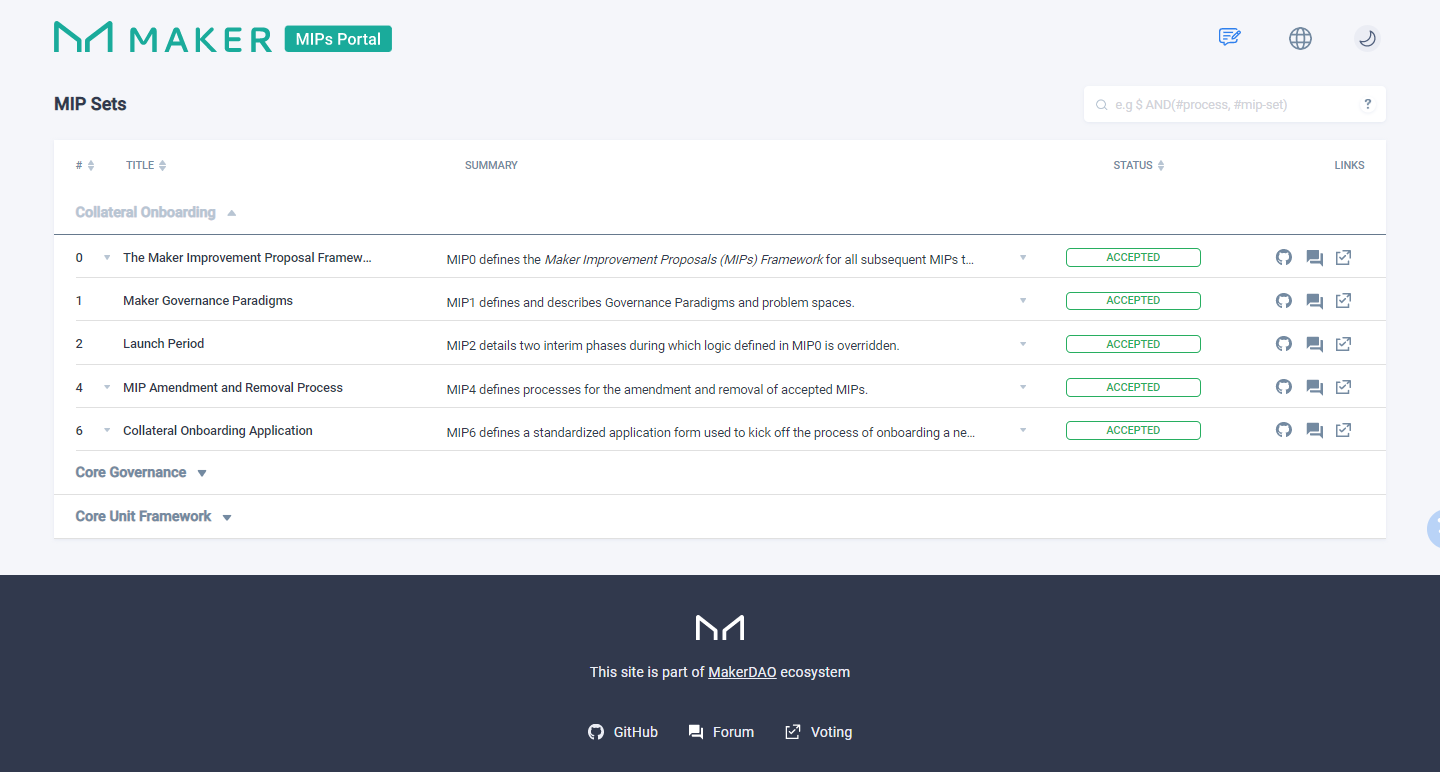 MAKER MIPs Portal
MIP Sets
e.g $ AND(#process, #mip-set) ?
# TITLE SUMMARY STATUS LINKS
Collateral Onboarding
0 The Maker Improvement Proposal Framew... MIP0 defines the Maker Improvement Proposals (MIPs) Framework for all subsequent MIPs t... ACCEPTED
1 Maker Governance Paradigms MIP1 defines and describes Governance Paradigms and problem spaces. ACCEPTED
2 Launch Period MIP2 details two interim phases during which logic defined in MIP0 is overridden. ACCEPTED
4 MIP Amendment and Removal Process MIP4 defines processes for the amendment and removal of accepted MIPs. ACCEPTED
6 Collateral Onboarding Application MIP6 defines a standardized application form used to kick off the process of onboarding a ne... ACCEPTED
Core Governance
Core Unit Framework
This site is part of MakerDAO ecosystem
GitHub Forum Voting